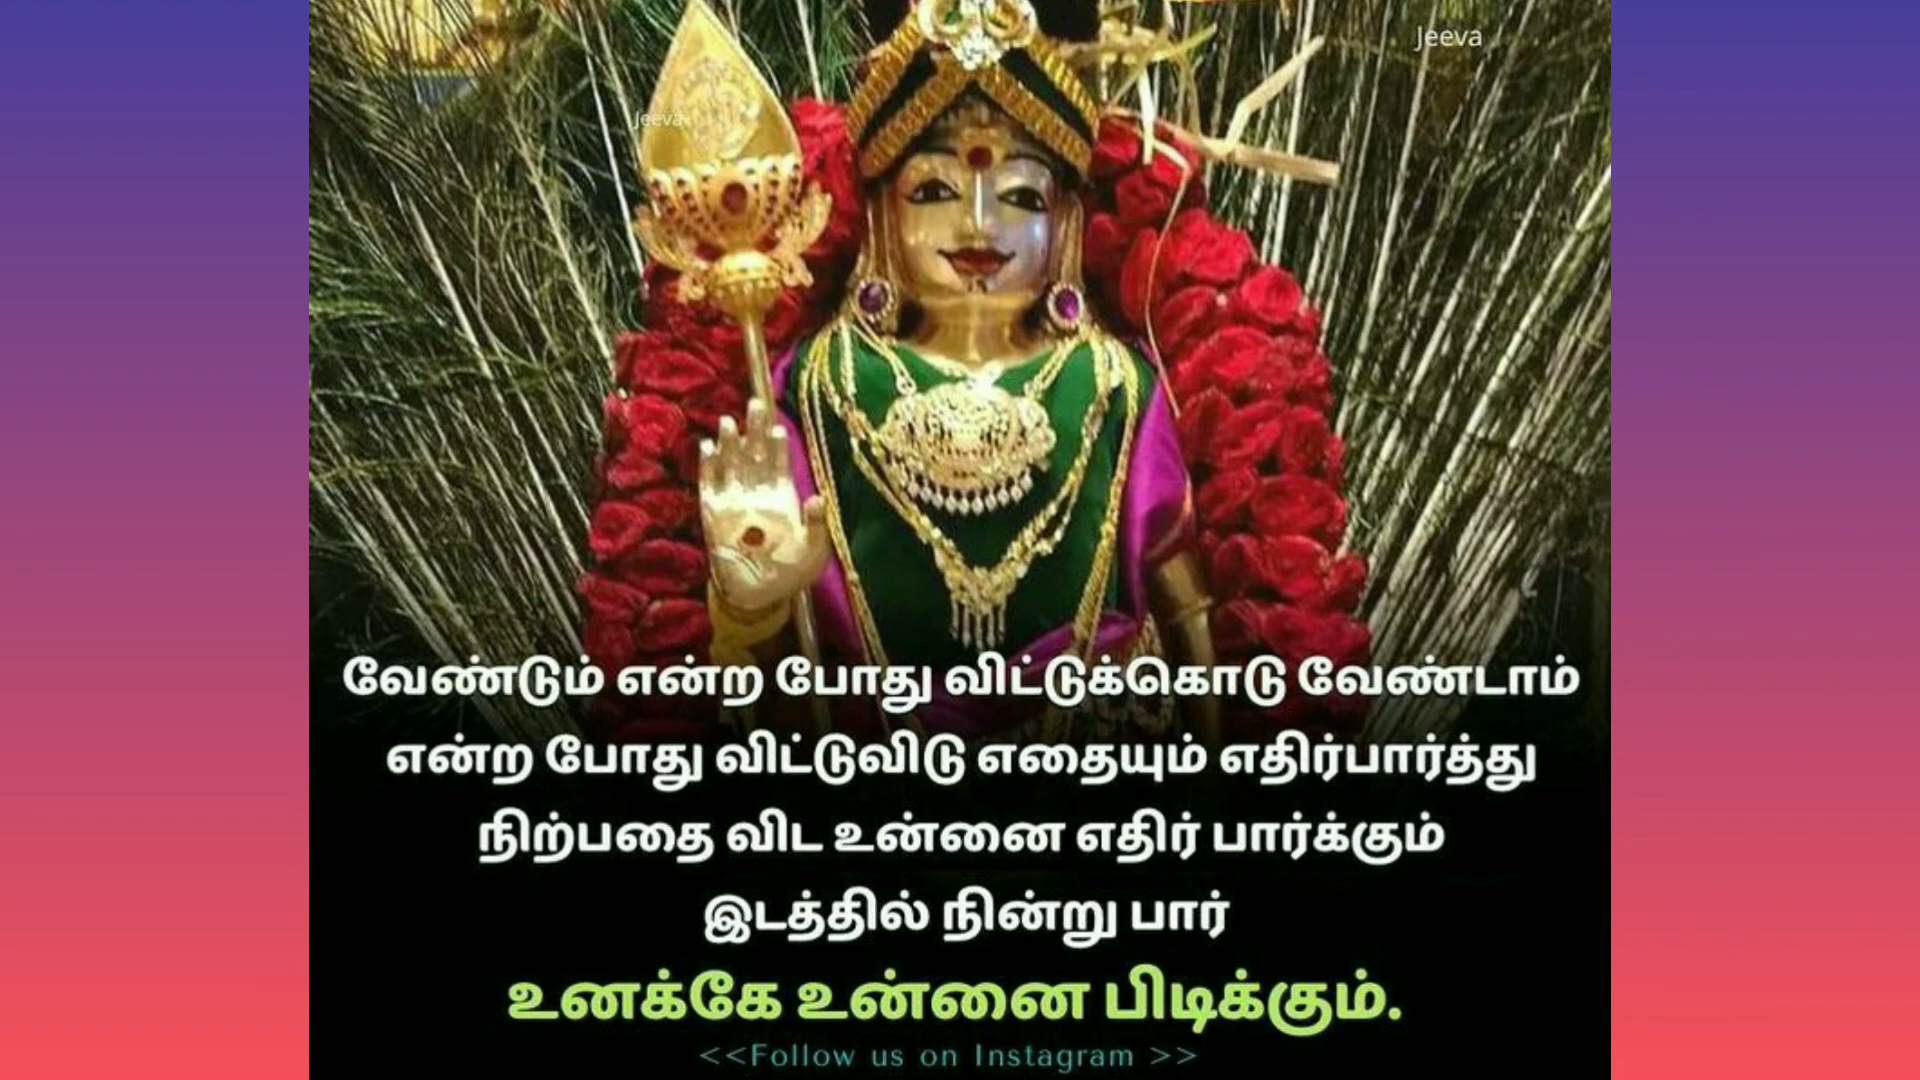 Jeeva
Jeeva
வேண்டும் என்ற போது விட்டுக்கொடு வேண்டாம்
என்ற போது விட்டுவிடு எதையும் எதிர்பார்த்து
நிற்பதை விட உன்னை எதிர் பார்க்கும்
இடத்தில் நின்று பார்
உனக்கே உன்னை பிடிக்கும்.
<<Follow us on Instagram >>